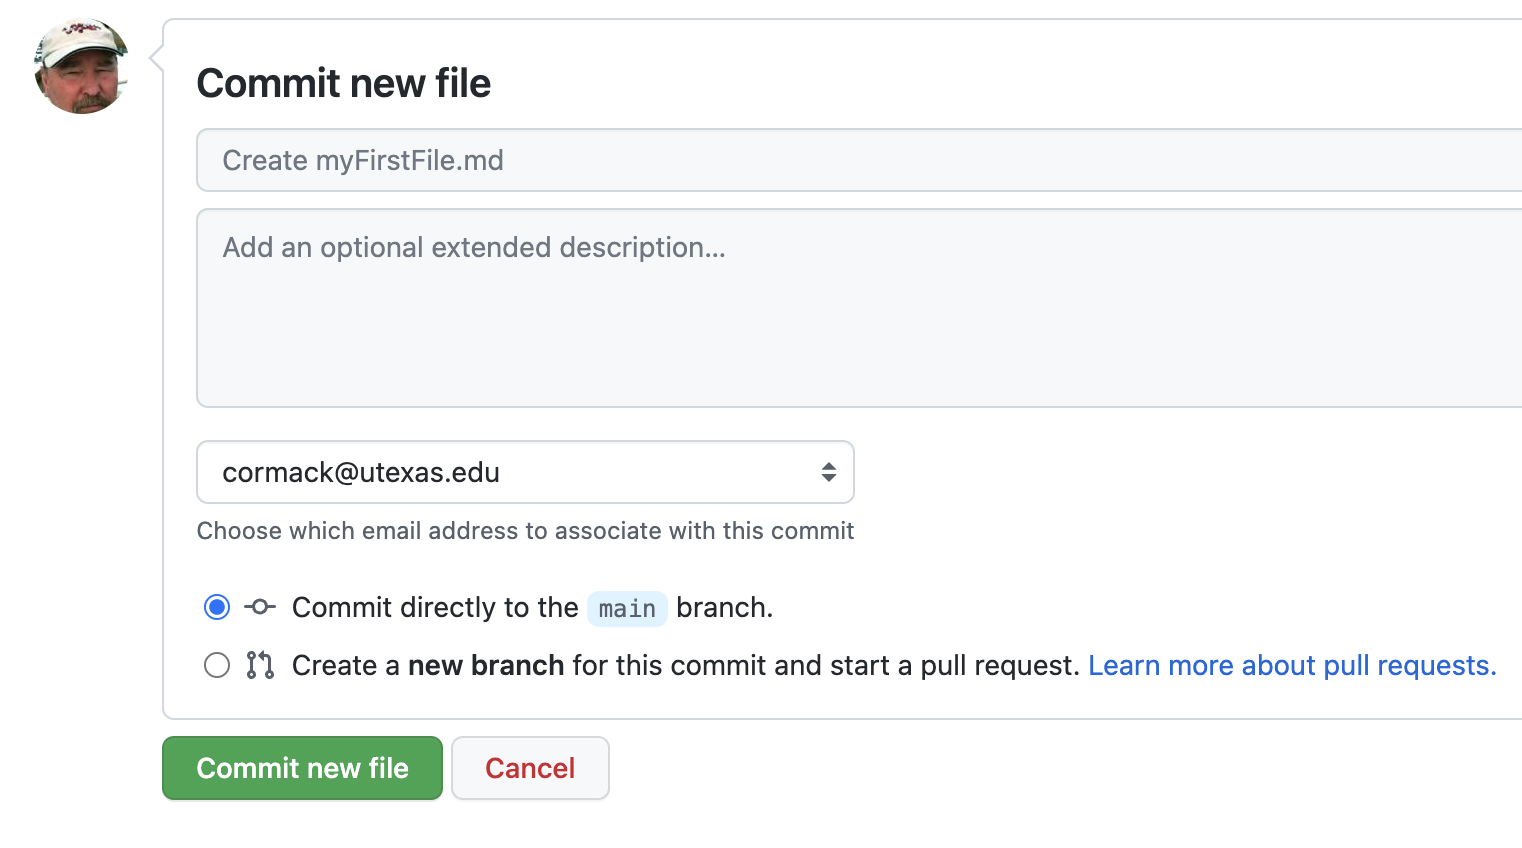 Commit new file
Create myFirstFile.md
Add an optional extended description...
cormack@utexas.edu
Choose which email address to associate with this commit
Commit directly to the main branch.
Create a new branch for this commit and start a pull request. Learn more about pull requests.
Commit new file Cancel